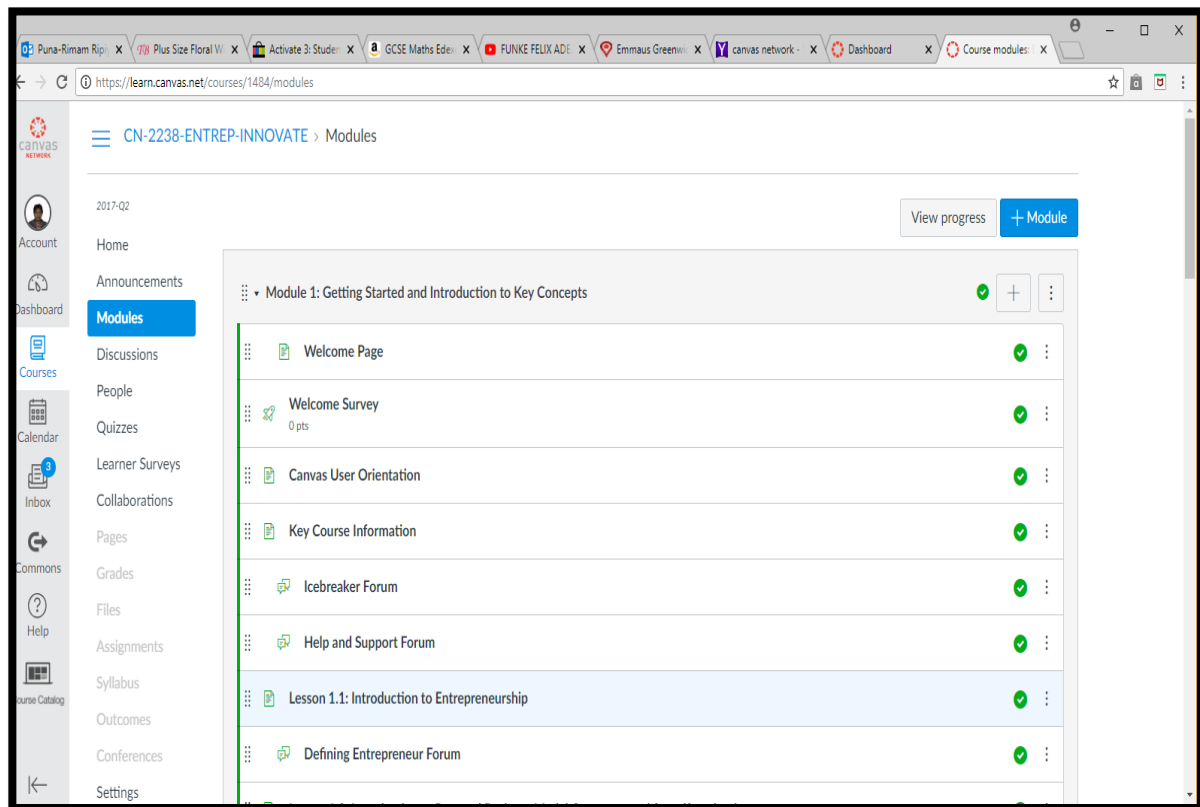 Puna-Rimam Ripi
Plus Size Floral W
Activate 3: Studen
GCSE Maths Edex
FUNKE FELIX ADE
Emmaus Greenwic
canvas network -
Dashboard
Course modules:
https://learn.canvas.net/courses/1484/modules
canvas
NETWORK
CN-2238-ENTREP-INNOVATE > Modules
Account
Dashboard
Courses
Calendar
3
Inbox
Commons
Help
ourse Catalog
2017-Q2
Home
Announcements
Modules
Discussions
People
Quizzes
Learner Surveys
Collaborations
Pages
Grades
Files
Assignments
Syllabus
Outcomes
Conferences
Settings
View progress
+ Module
Module 1: Getting Started and Introduction to Key Concepts
Welcome Page
Welcome Survey
0 pts
Canvas User Orientation
Key Course Information
Icebreaker Forum
Help and Support Forum
Lesson 1.1: Introduction to Entrepreneurship
Defining Entrepreneur Forum